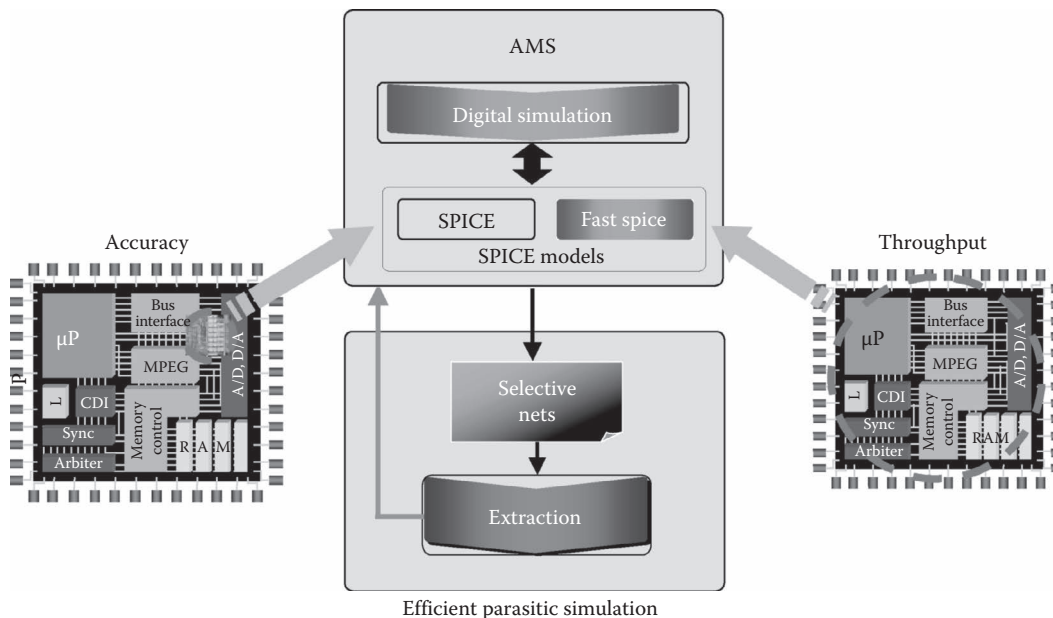 AMS
Digital simulation
SPICE
Fast spice
SPICE models
Accuracy
µP
Bus
interface
A/D, D/A
MPEG
L
CDI
Memory
control
Sync
Arbiter
R A M
p
Throughput
µP
Bus
interface
A/D, D/A
MPEG
L
CDI
Memory
control
Sync
Arbiter
RAM
Selective
nets
Extraction
Efficient parasitic simulation